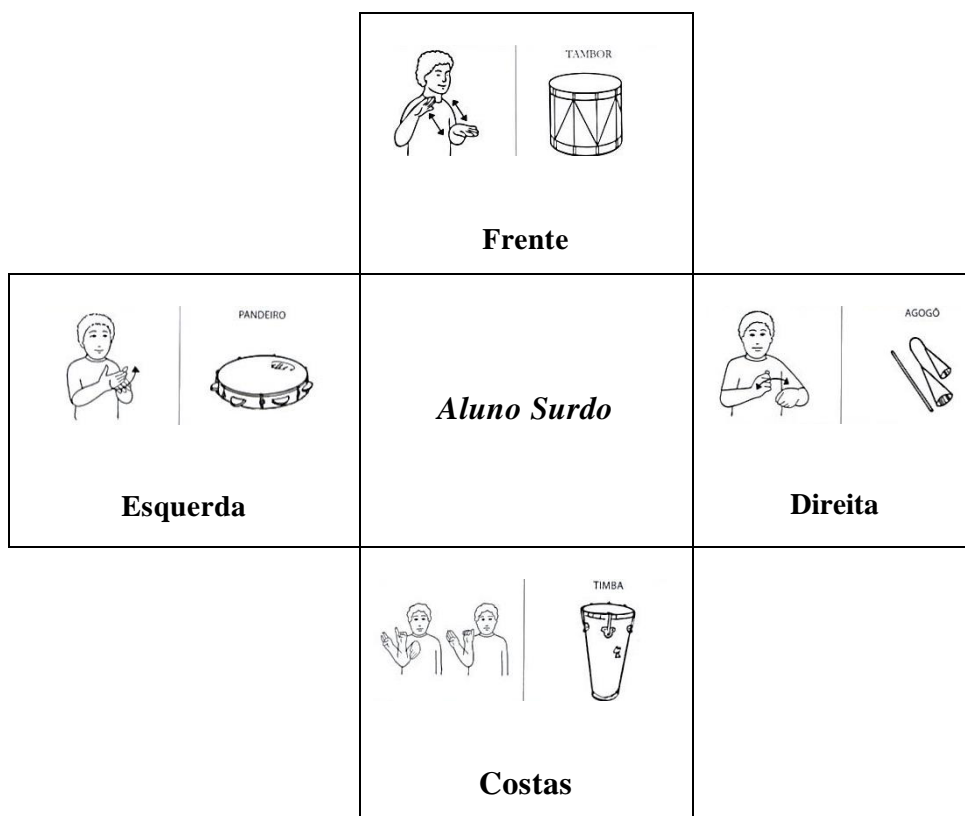 TAMBOR
Frente
PANDEIRO
Esquerda
Aluno Surdo
AGOGÔ
Direita
TIMBA
Costas